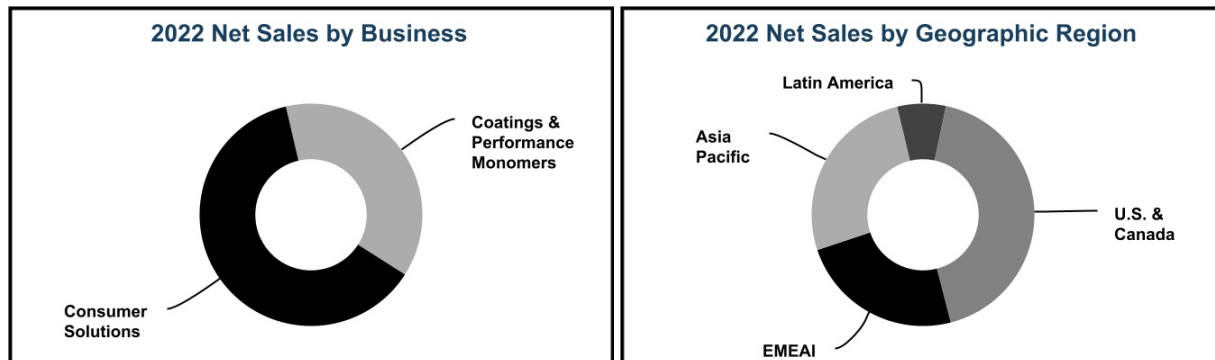 2022 Net Sales by Business
Coatings &
Performance
Monomers
Consumer
Solutions
2022 Net Sales by Geographic Region
Latin America
Asia
Pacific
U.S. &
Canada
EMEAI